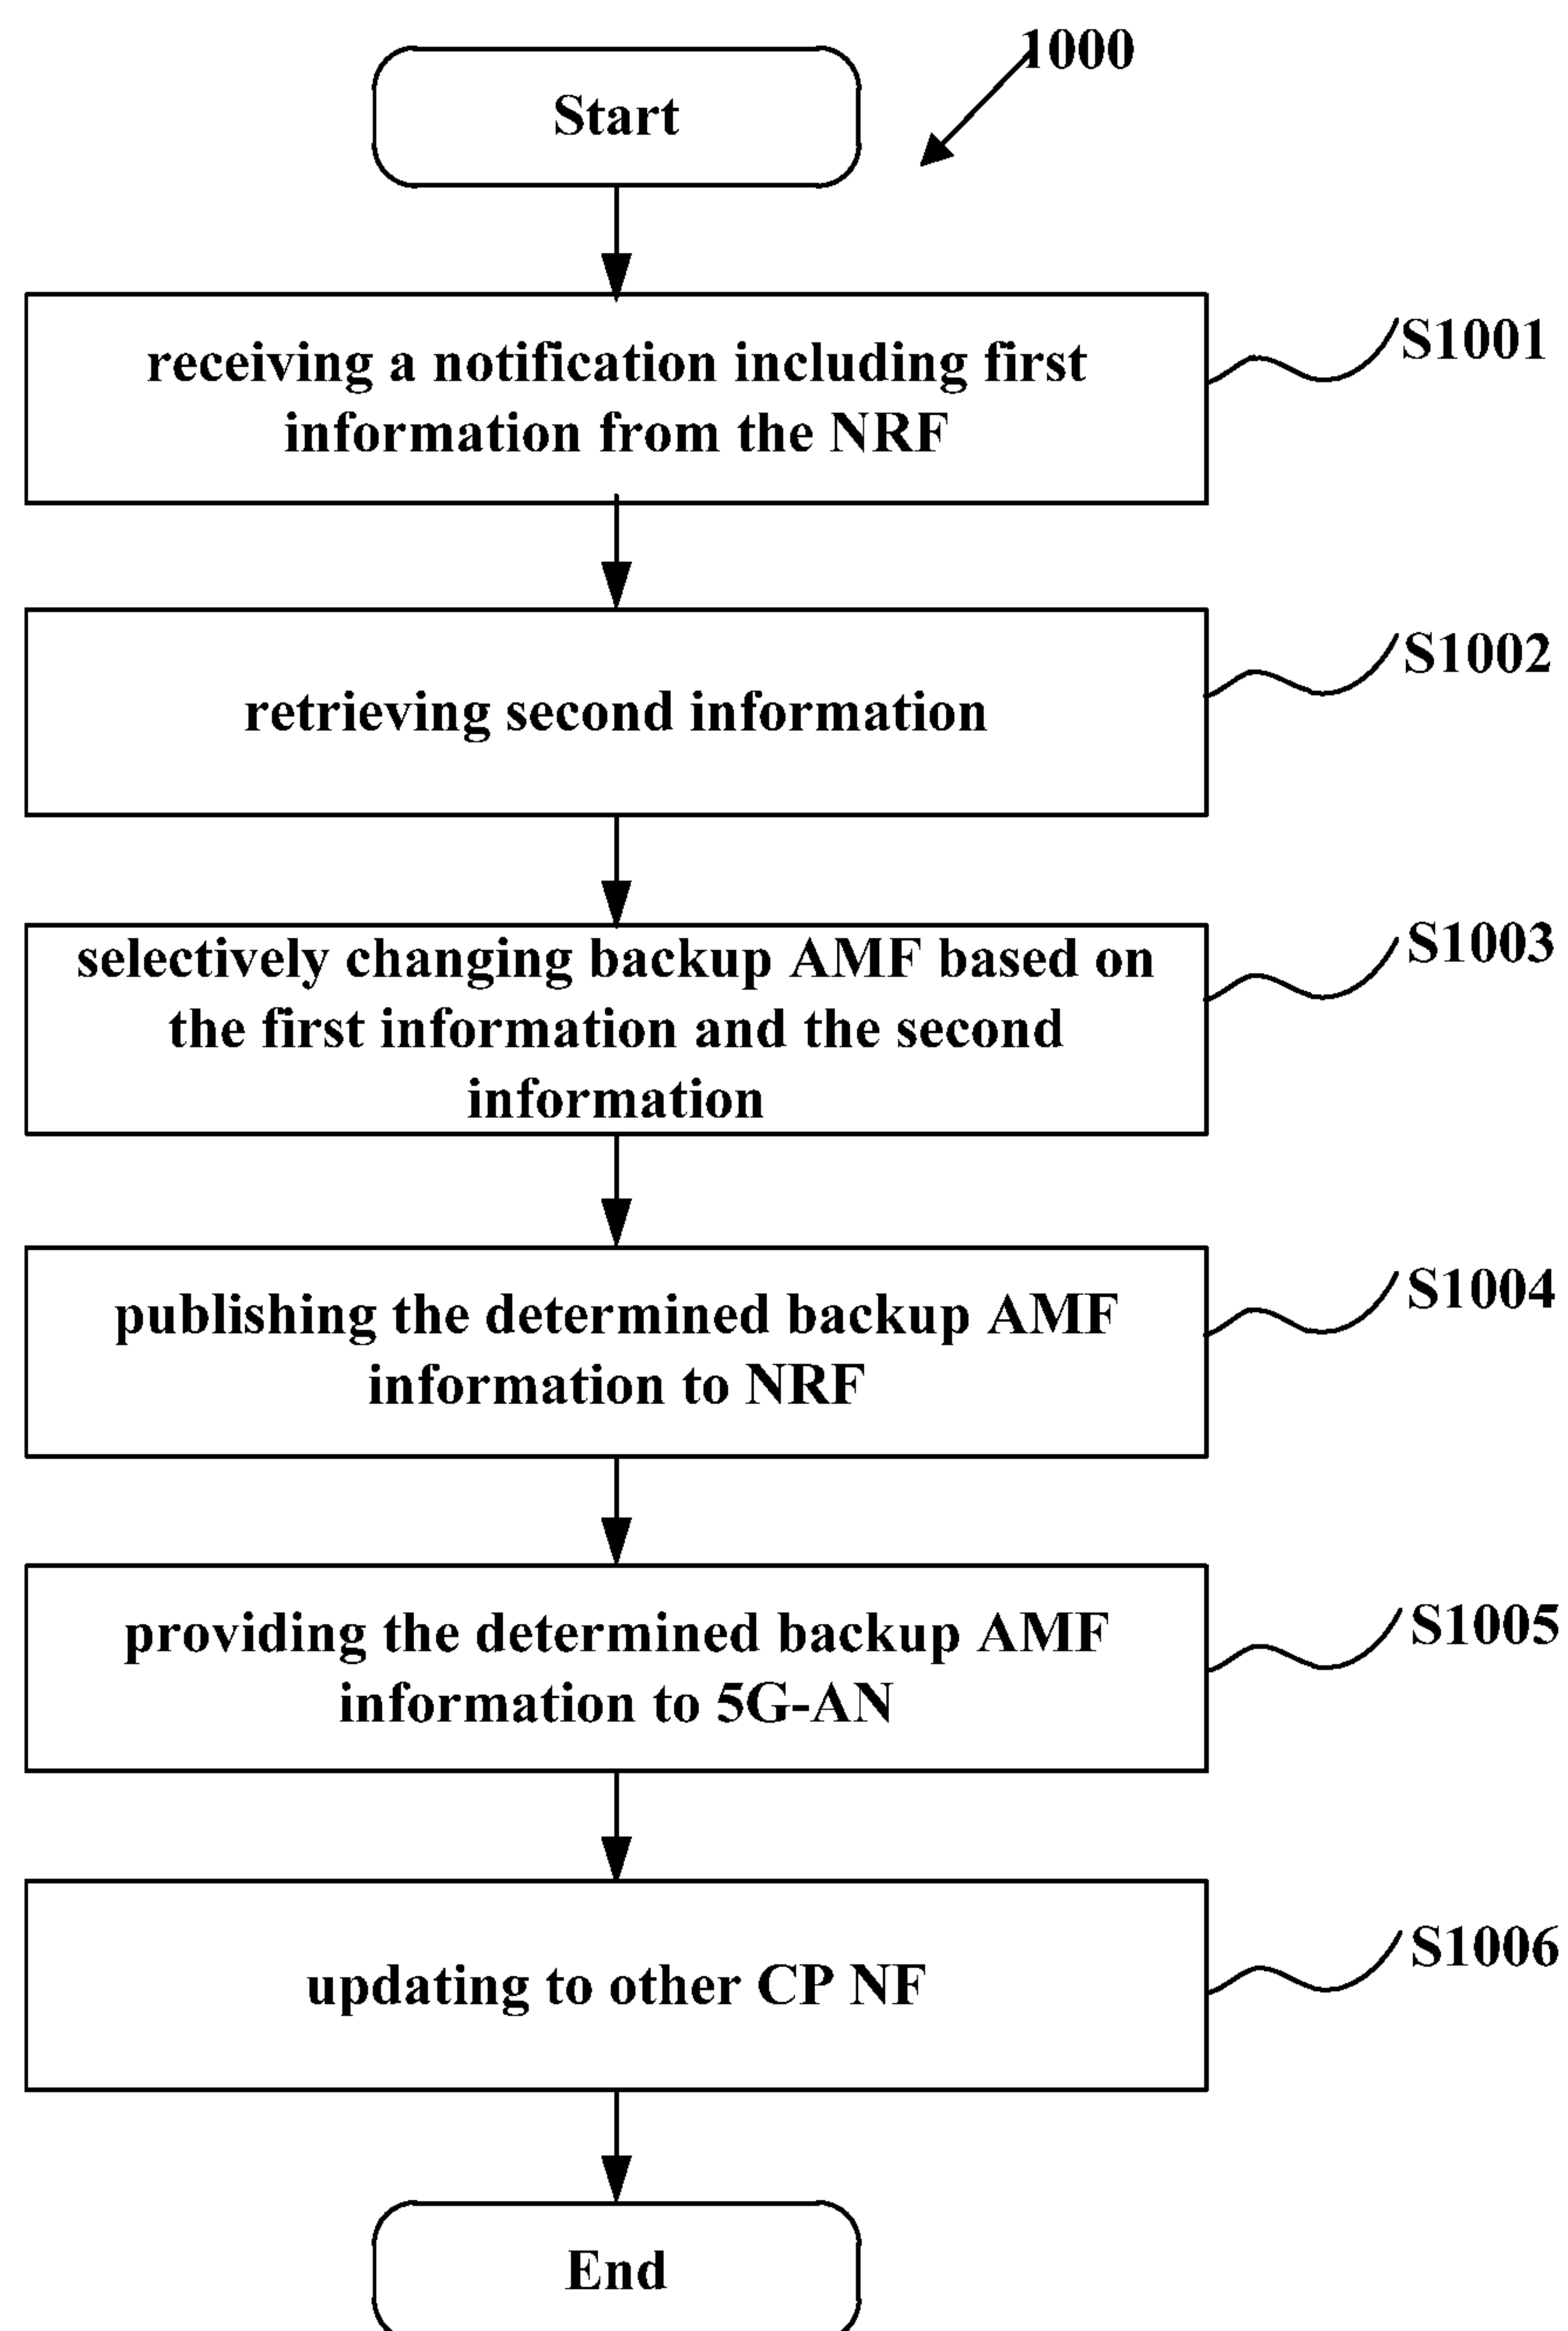 1000
Start
receiving a notification including first
information from the NRF
S1001
retrieving second information
S1002
selectively changing backup AMF based on
the first information and the second
information
S1003
publishing the determined backup AMF
information to NRF
S1004
providing the determined backup AMF
information to 5G-AN
S1005
updating to other CP NF
S1006
End